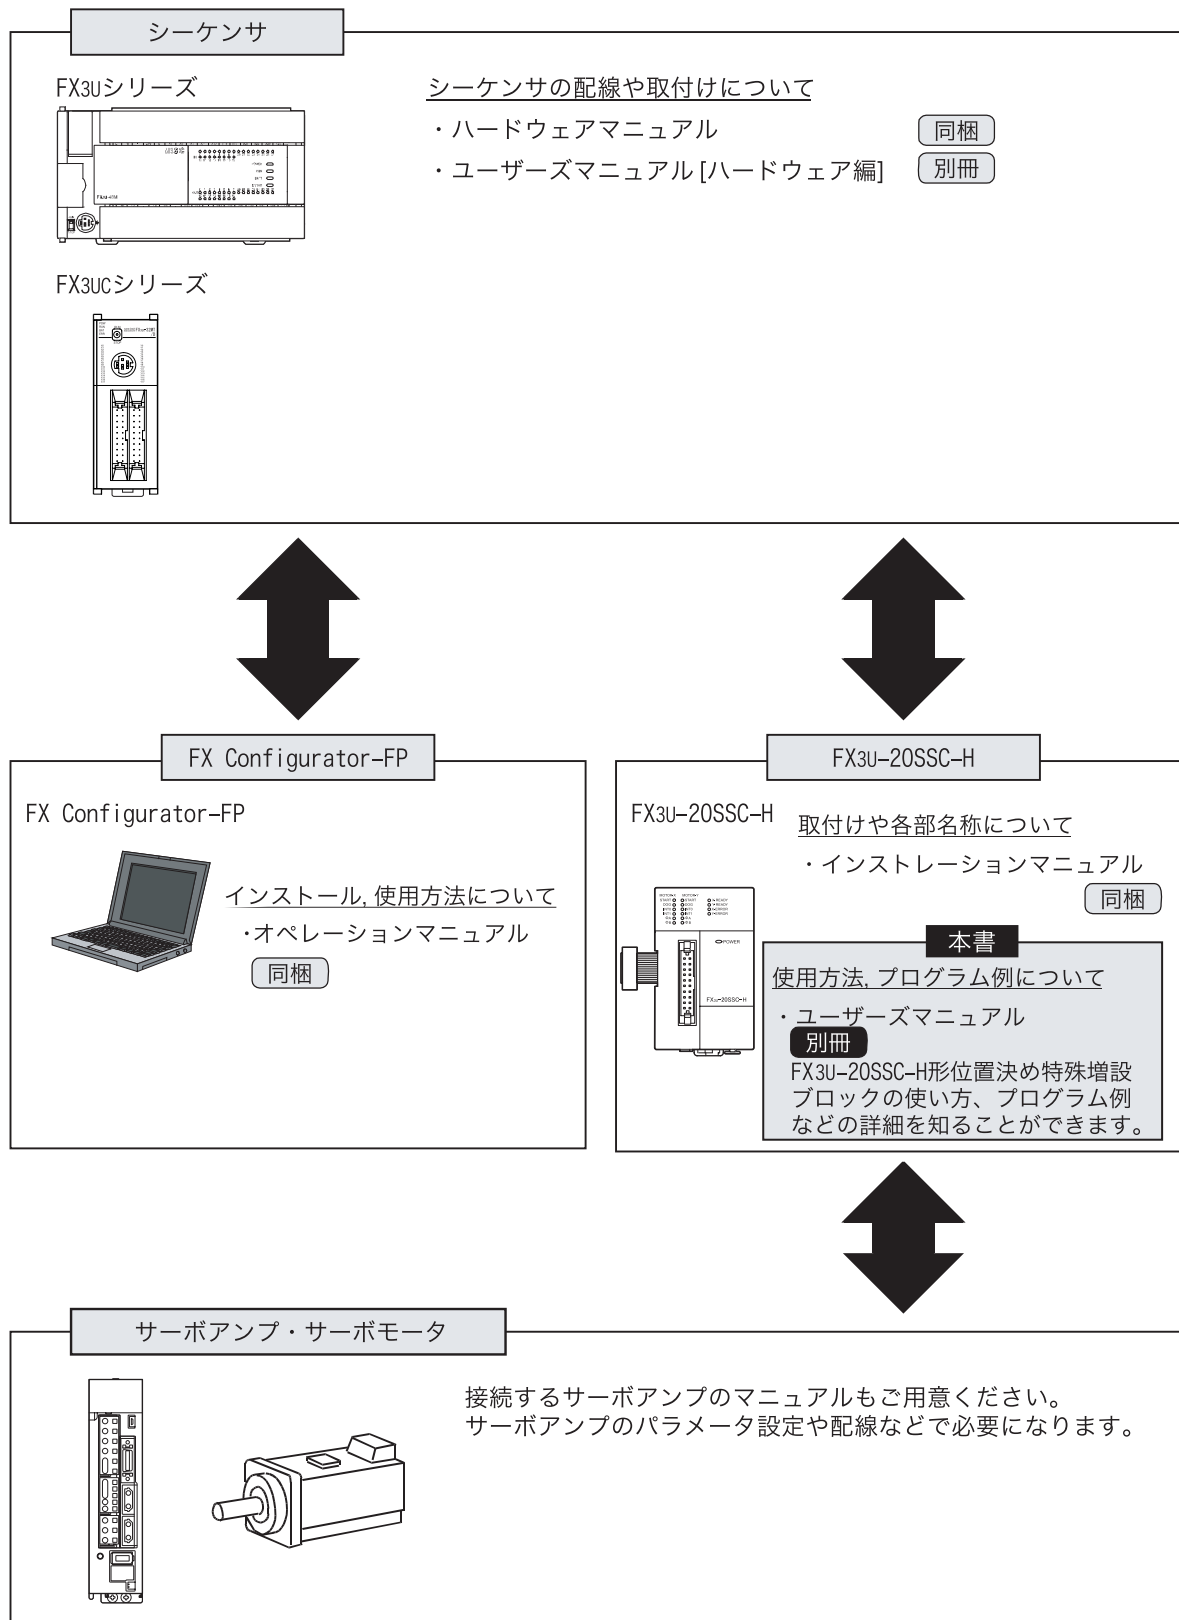 シーケンサ
FX3Uシリーズ
シーケンサの配線や取付けについて
・ハードウェアマニュアル
同梱
・ユーザーズマニュアル [ハードウェア編]
別冊
FX3UCシリーズ
FX Configurator-FP
FX Configurator-FP
インストール, 使用方法について
・オペレーションマニュアル
同梱
FX3U-20SSC-H
FX3U-20SSC-H
取付けや各部名称について
・インストレーションマニュアル
同梱
POWER
FX3U-20SSC-H
本書
使用方法, プログラム例について
・ユーザーズマニュアル
別冊
FX3U-20SSC-H形位置決め特殊増設
ブロックの使い方、プログラム例
などの詳細を知ることができます。
サーボアンプ・サーボモータ
接続するサーボアンプのマニュアルもご用意ください。
サーボアンプのパラメータ設定や配線などで必要になります。